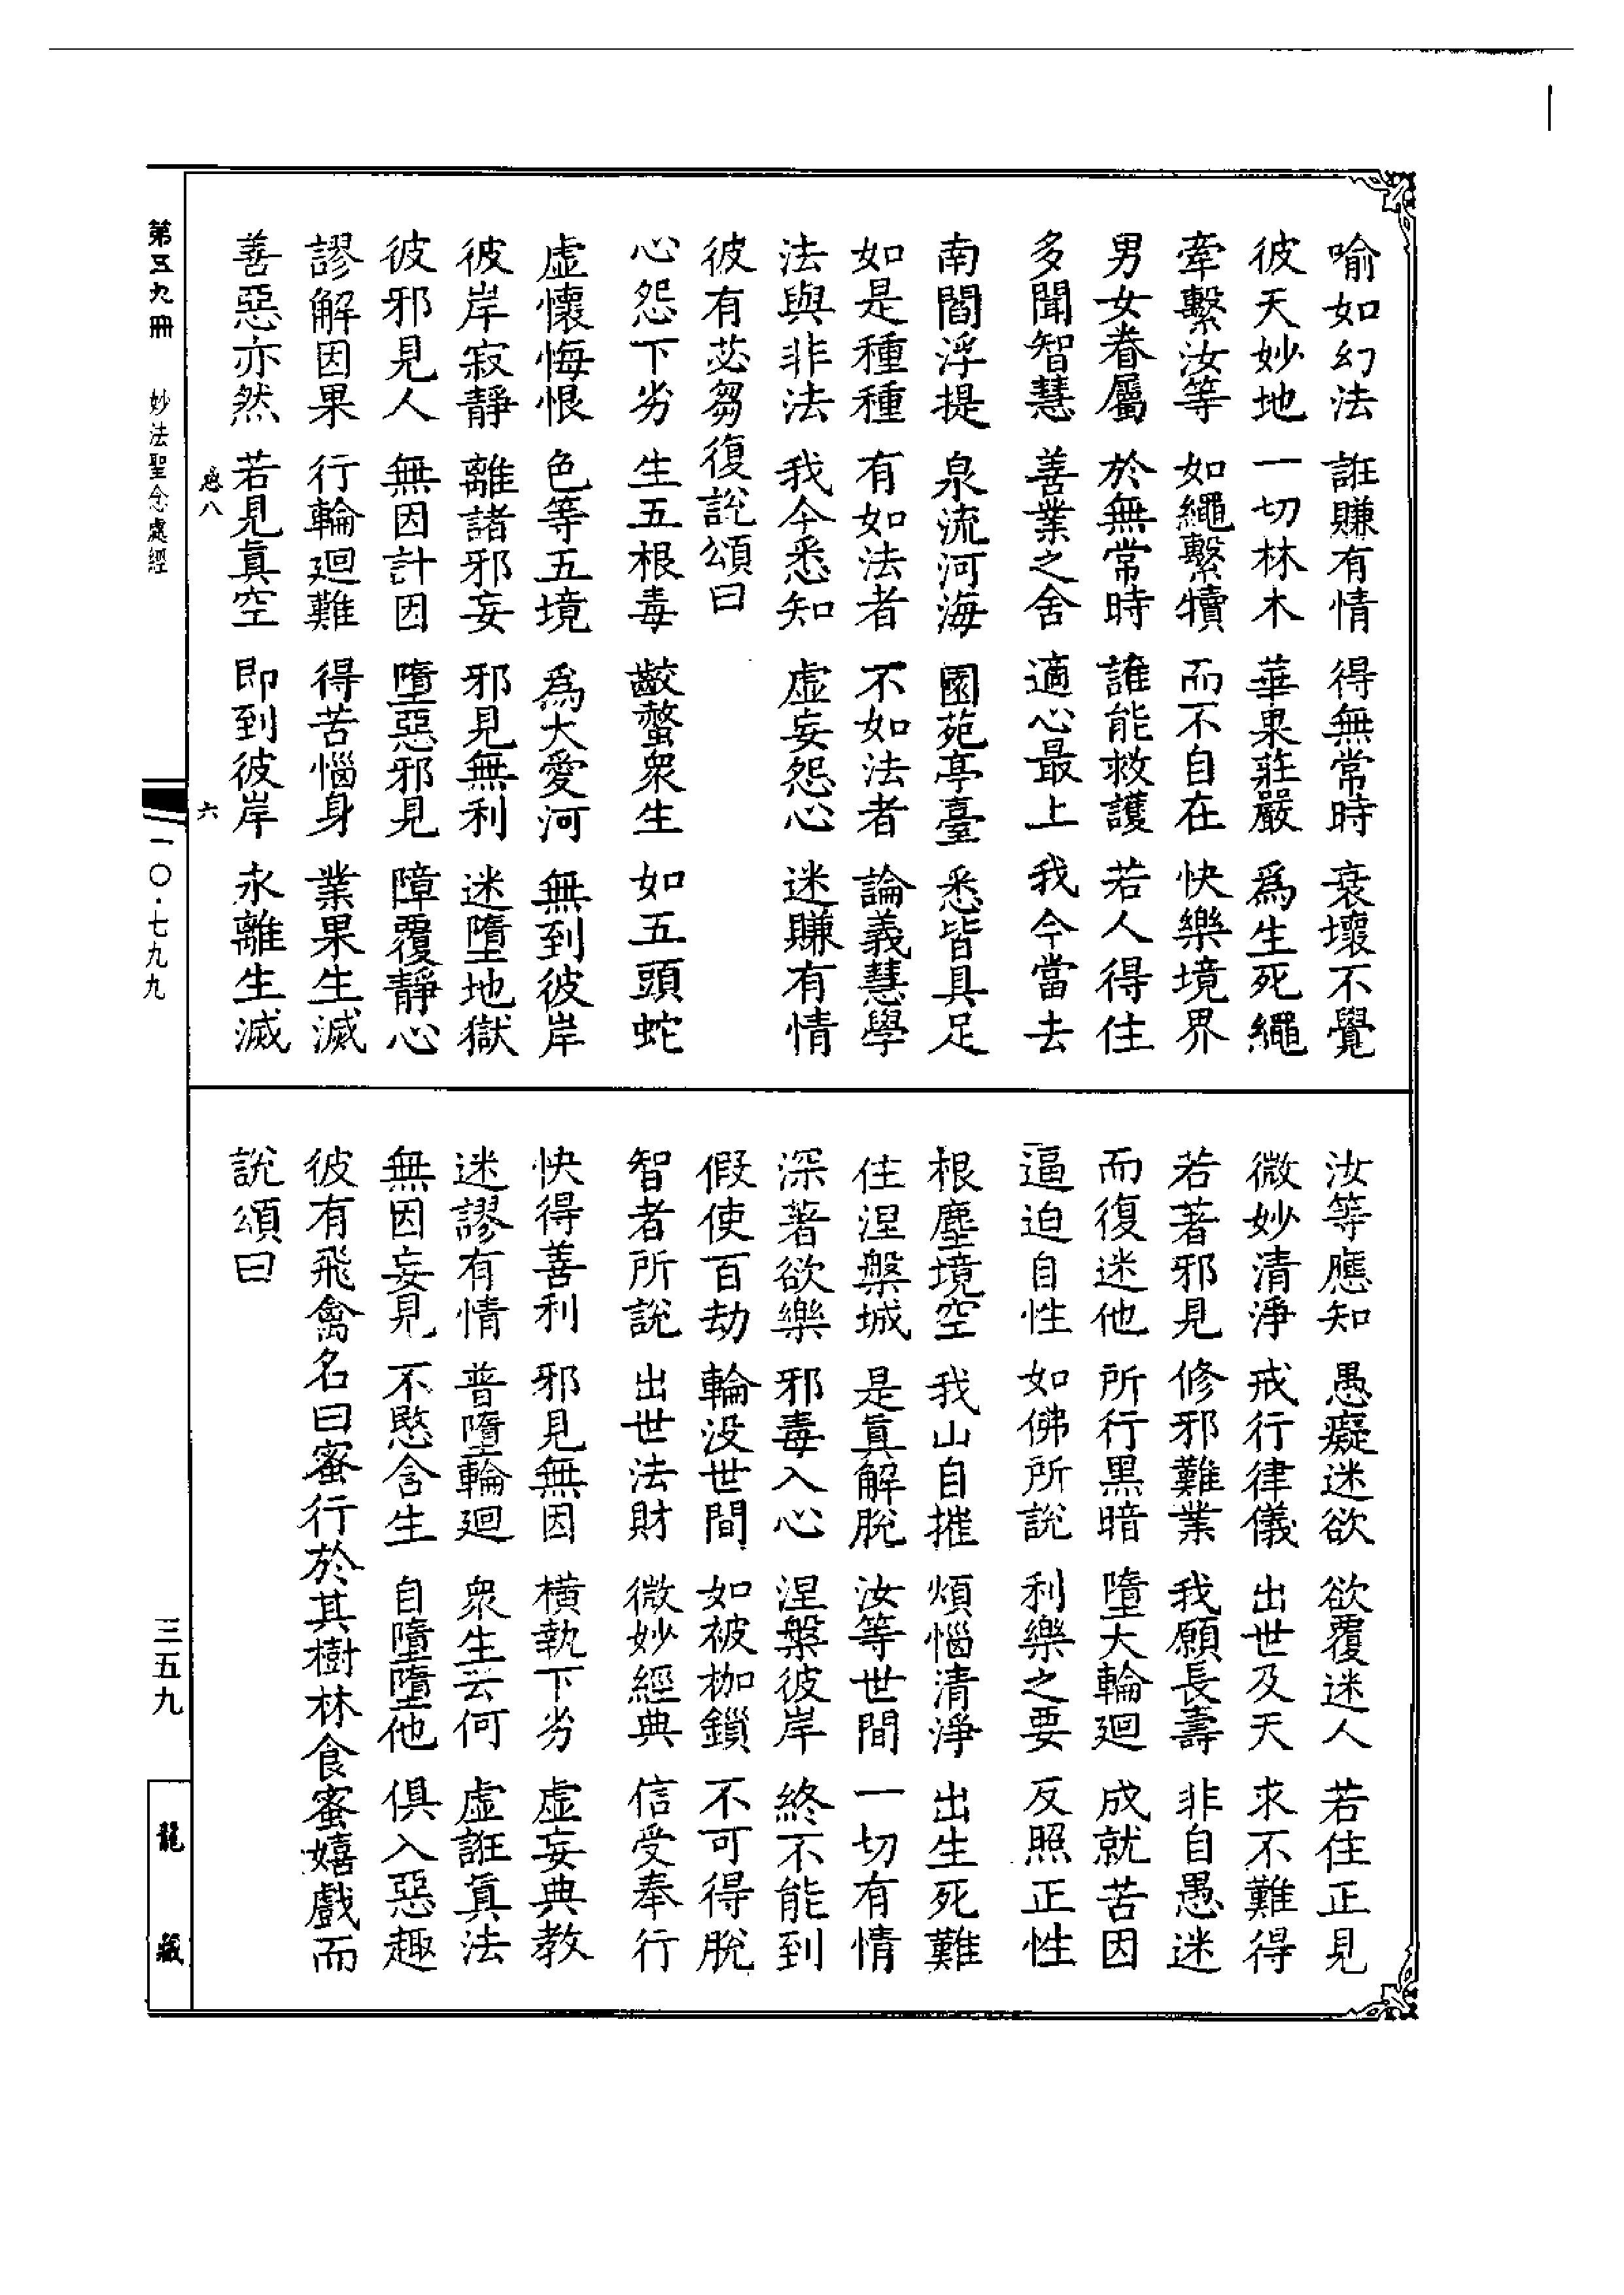 喻如幻法　誑賺有情　得無常時　衰壞不覺
彼天妙地　一切林木　華果莊嚴　爲生死繩
牽繫汝等　如繩繫犢　而不自在　快樂境界
男女眷屬　於無常時　誰能救護　若人得住
多聞智慧　善業之舍　適心最上　我今當去
南閻浮提　泉流河海　園苑亭臺　悉皆具足
如是種種　有如法者　不如法者　論義慧學
法與非法　我今悉知　虛妄怨心　迷賺有情
彼有苾芻復說頌曰
心怨下劣　生五根毒　齩螫衆生　如五頭蛇
虛懷悔恨　色等五境　爲大愛河　無到彼岸
彼岸寂靜　離諸邪妄　邪見無利　迷墮地獄
彼邪見人　無因計因　墮惡邪見　障覆靜心
謬解因果　行輪迴難　得苦惱身　業果生滅
善惡亦然　若見眞空　即到彼岸　永離生滅
汝等應知　愚癡迷欲　欲覆迷人　若住正見
微妙清淨　戒行律儀　出世及天　求不難得
若著邪見　修邪難業　我願長壽　非自愚迷
而復迷他　所行黑暗　墮大輪迴　成就苦因
逼迫自性　如佛所說　利樂之要　反照正性
根塵境空　我山自摧　煩惱清淨　出生死難
住涅槃城　是眞解脫　汝等世間　一切有情
深著欲樂　邪毒入心　涅槃彼岸　終不能到
假使百劫　輪没世間　如被枷鎖　不可得脫
智者所說　出世法財　微妙經典　信受奉行
快得善利　邪見無因　橫執下劣　虛妄典教
迷謬有情　普墮輪迴　衆生云何　虛誑眞法
無因妄見　不愍含生　自墮墮他　俱入惡趣
彼有飛禽名曰蜜行於其樹林食蜜嬉戲而
說頌曰
第五九冊　妙法聖念處經
一〇·七九九
三五九
龍藏
八
六